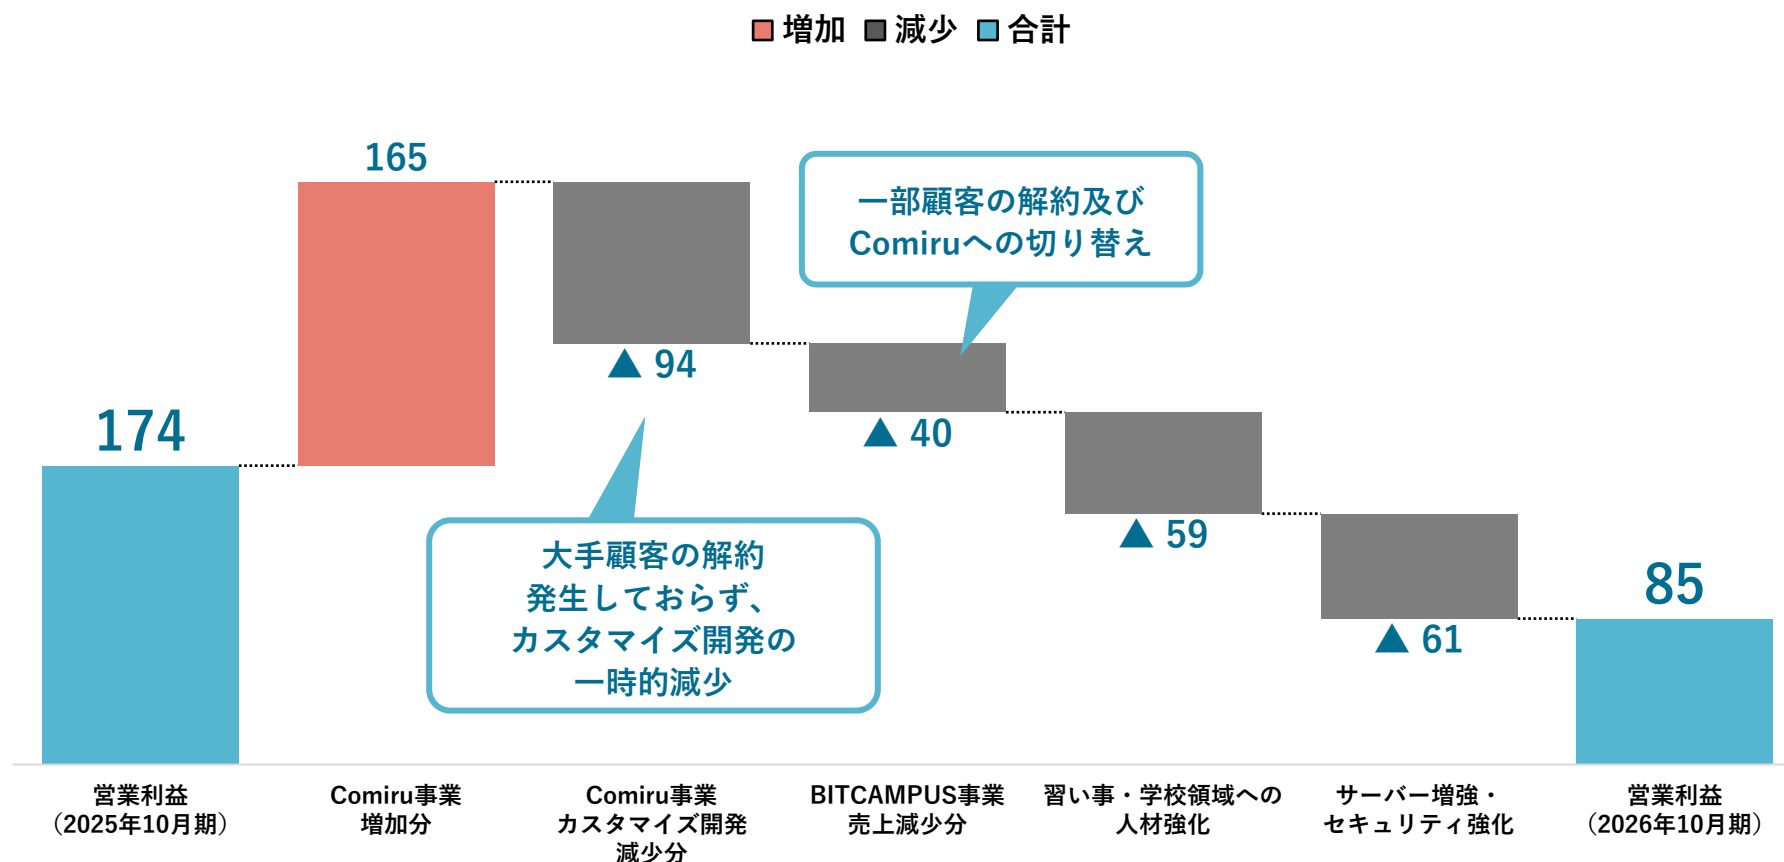 増加 減少 合計
165
一部顧客の解約及び
Comiruへの切り替え
▲ 94
174
▲ 40
▲ 59
大手顧客の解約
発生しておらず、
カスタマイズ開発の
一時的減少
85
▲ 61
営業利益
（2025年10月期）
Comiru事業
増加分
Comiru事業
カスタマイズ開発
減少分
BITCAMPUS事業
売上減少分
習い事・学校領域への
人材強化
サーバー増強・
セキュリティ強化
営業利益
（2026年10月期）